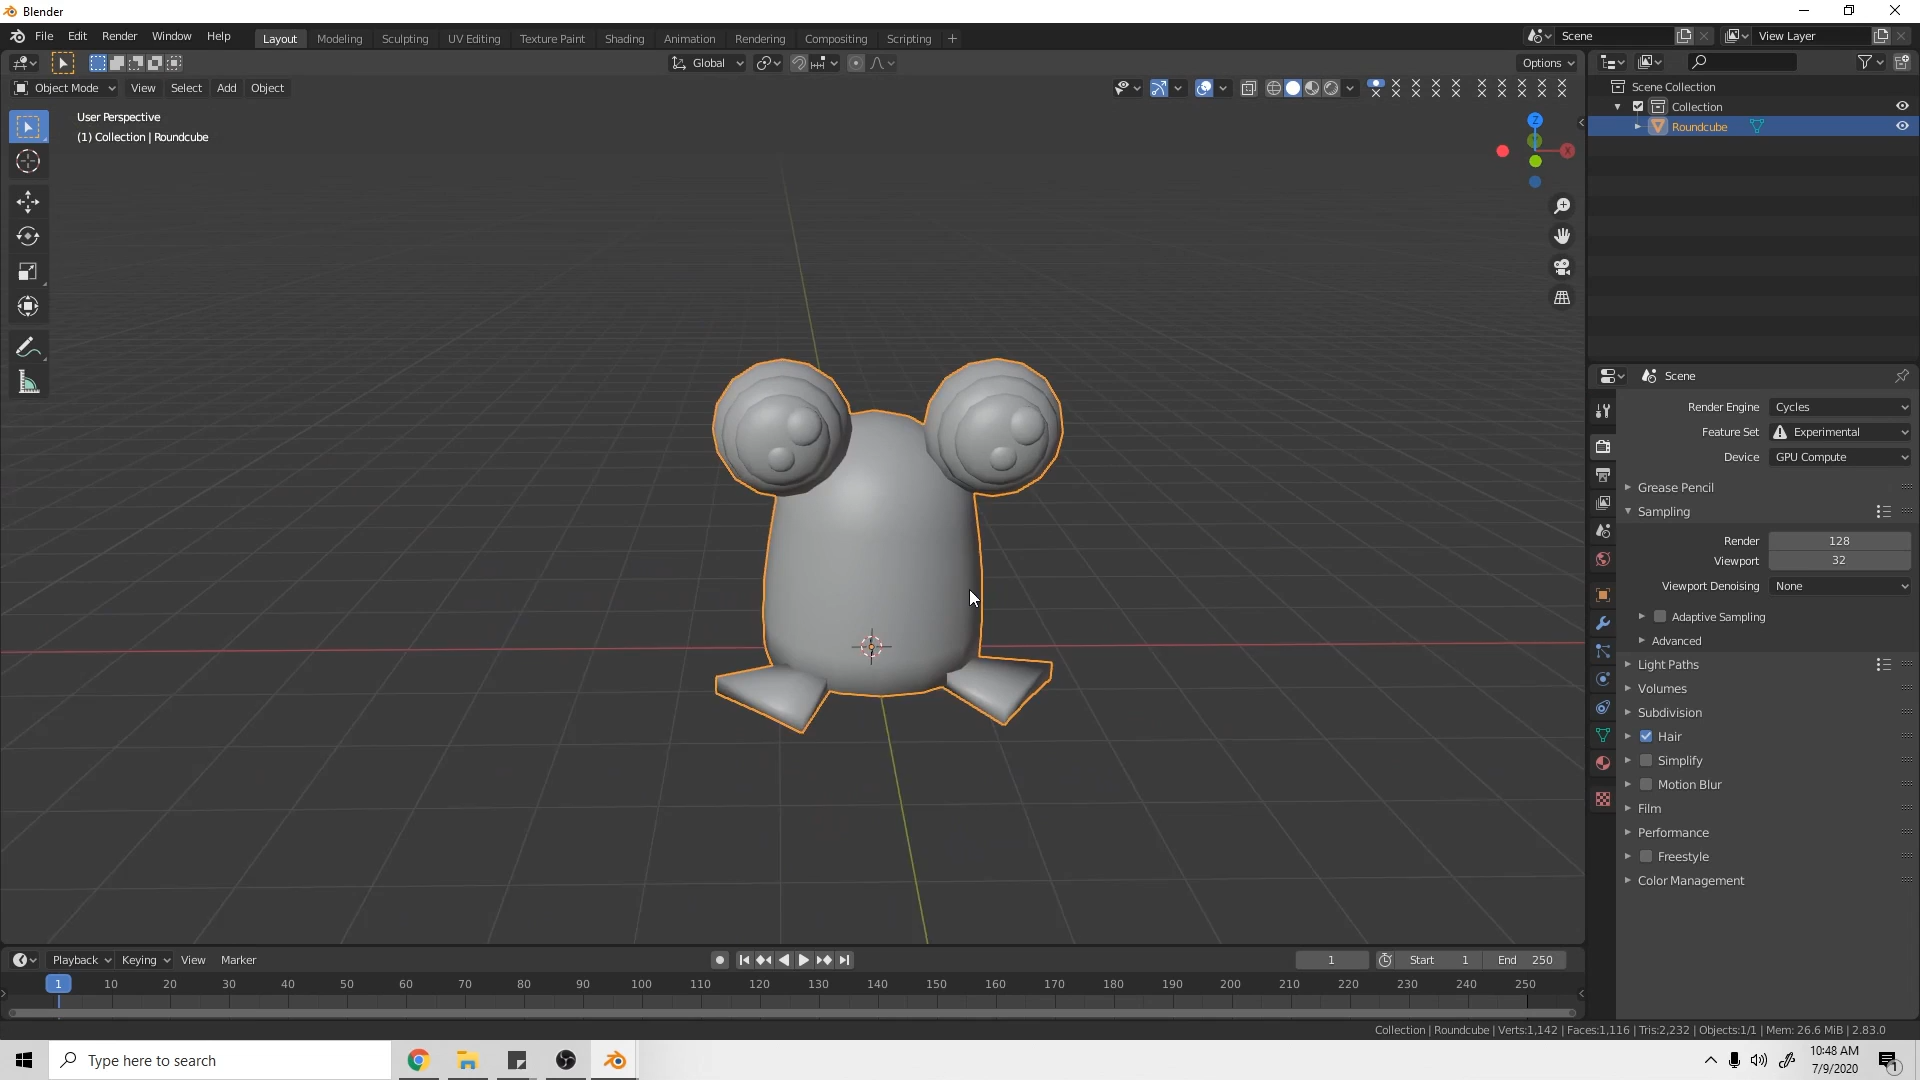 Blender
File Edit Render Window Help Layout Modeling Sculpting UV Editing Texture Paint Shading Animation Rendering Compositing Scripting + Scene View Layer
Global Options
Object Mode View Select Add Object
User Perspective
(1) Collection | Roundcube
Z
X
Scene Collection
Collection
Roundcube
Scene
Render Engine Cycles
Feature Set Experimental
Device GPU Compute
Grease Pencil
Sampling
Render 128
Viewport 32
Viewport Denoising None
Adaptive Sampling
Advanced
Light Paths
Volumes
Subdivision
Hair
Simplify
Motion Blur
Film
Performance
Freestyle
Color Management
Playback Keying View Marker 1 Start 1 End 250
1 10 20 30 40 50 60 70 80 90 100 110 120 130 140 150 160 170 180 190 200 210 220 230 240 250
Collection | Roundcube | Verts:1,142 | Faces:1,116 | Tris:2,232 | Objects:1/1 | Mem: 26.6 MiB | 2.83.0
Type here to search
10:48 AM
7/9/2020
1